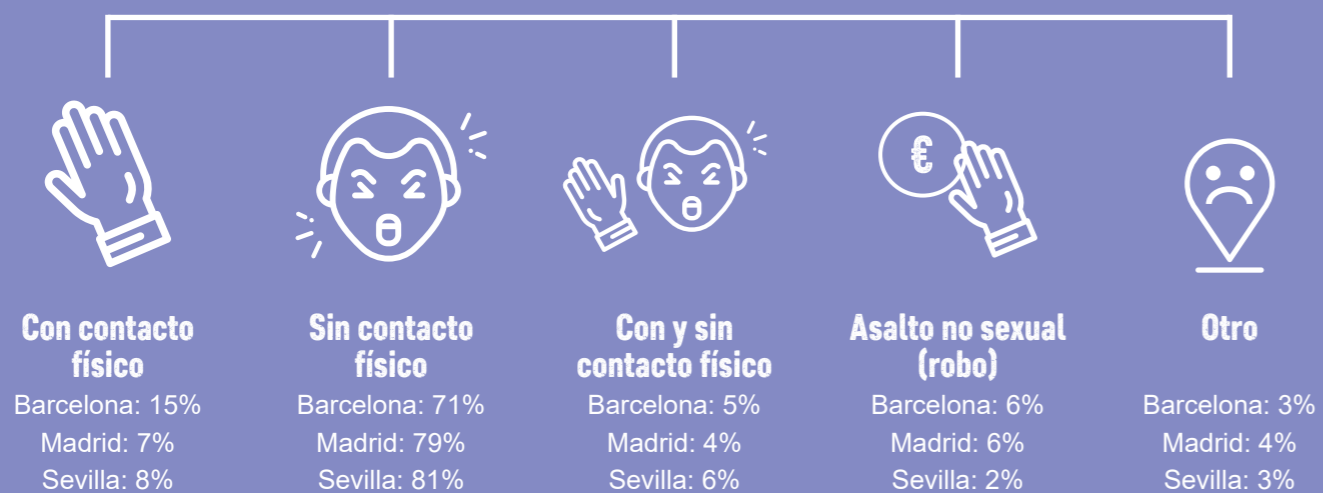 €
€
Con contacto
físico
Barcelona: 15%
Madrid: 7%
Sevilla: 8%
Sin contacto
físico
Barcelona: 71%
Madrid: 79%
Sevilla: 81%
Con y sin
contacto físico
Barcelona: 5%
Madrid: 4%
Sevilla: 6%
Asalto no sexual
(robo)
Barcelona: 6%
Madrid: 6%
Sevilla: 2%
Otro
Barcelona: 3%
Madrid: 4%
Sevilla: 3%